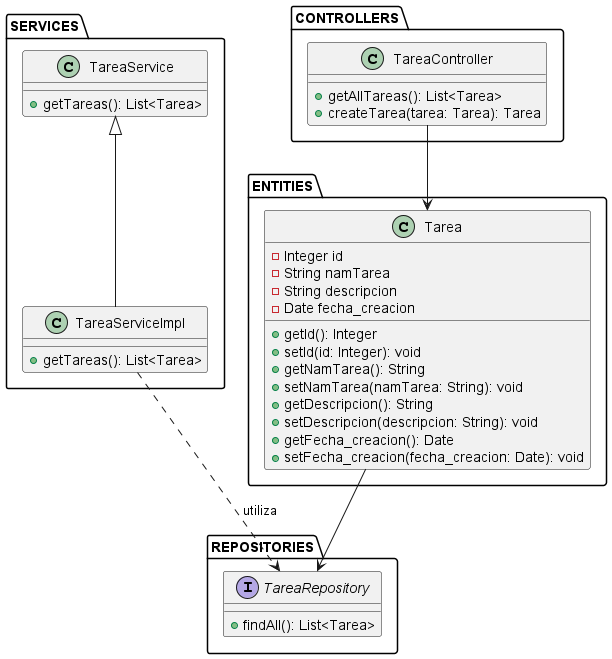 SERVICES
C TareaService
getTareas(): List<Tarea>
C TareaServiceImpl
getTareas(): List<Tarea>
CONTROLLERS
C TareaController
getAllTareas(): List<Tarea>
createTarea(tarea: Tarea): Tarea
ENTITIES
C Tarea
Integer id
String namTarea
String descripcion
Date fecha_creacion
getId(): Integer
setId(id: Integer): void
getNamTarea(): String
setNamTarea(namTarea: String): void
getDescripcion(): String
setDescripcion(descripcion: String): void
getFecha_creacion(): Date
setFecha_creacion(fecha_creacion: Date): void
utiliza
REPOSITORIES
I TareaRepository
findAll(): List<Tarea>